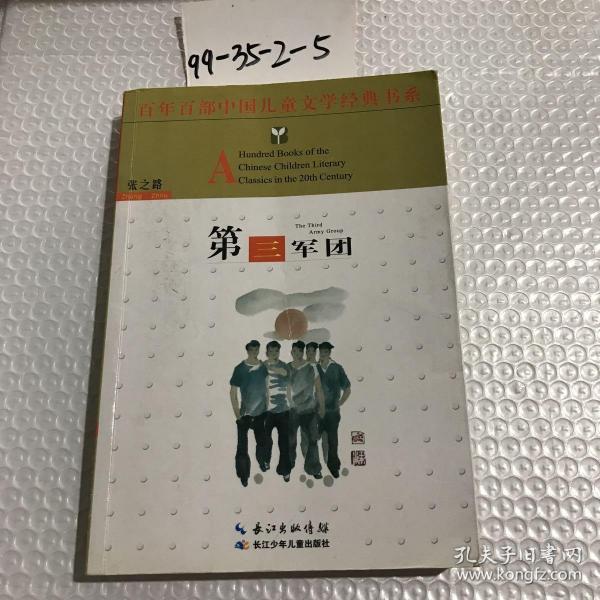 99-35-2-5
百年百部中国儿童文学经典书系
A Hundred Books of the
Chinese Children Literary
Classics in the 20th Century
张之路
第三军团
The Third
Army Group
长江出版传媒
长江少年儿童出版社
孔夫子旧书网
www.kongfz.com